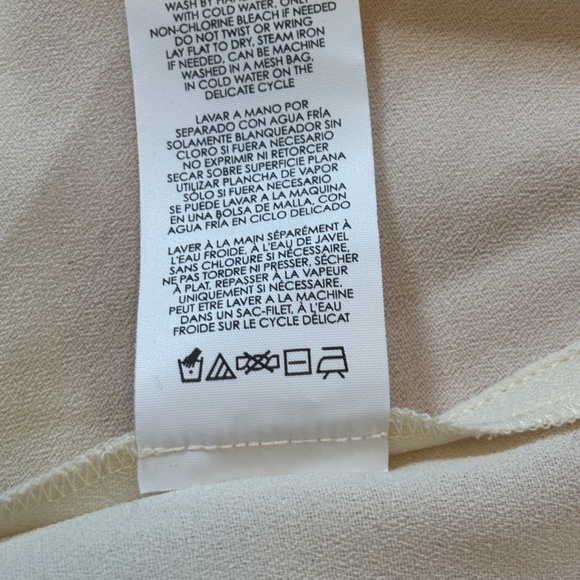 WASH BY HAND
WITH COLD WATER, ONLY
NON-CHLORINE BLEACH IF NEEDED
DO NOT TWIST OR WRING
LAY FLAT TO DRY, STEAM IRON
IF NEEDED. CAN BE MACHINE
WASHED IN A MESH BAG,
IN COLD WATER ON THE
DELICATE CYCLE
LAVAR A MANO POR
SEPARADO CON AGUA FRÍA
SOLAMENTE BLANQUEADOR SIN
CLORO SI FUERA NECESARIO
NO EXPRIMIR NI RETORCER
SECAR SOBRE SUPERFICIE PLANA
UTILIZAR PLANCHA DE VAPOR
SÓLO SI FUERA NECESARIO
SE PUEDE LAVAR A LA MAQUINA
EN UNA BOLSA DE MALLA, CON
AGUA FRÍA EN CICLO DELICADO
LAVER À LA MAIN SÉPARÉMENT À
L'EAU FROIDE, À L'EAU DE JAVEL
SANS CHLORURE SI NÉCESSAIRE,
NE PAS TORDRE NI PRESSER, SÉCHER
À PLAT, REPASSER À LA VAPEUR
UNIQUEMENT SI NÉCESSAIRE,
PEUT ETRE LAVER A LA MACHINE
DANS UN SAC-FILET, À L'EAU
FROIDE SUR LE CYCLE DÉLICAT